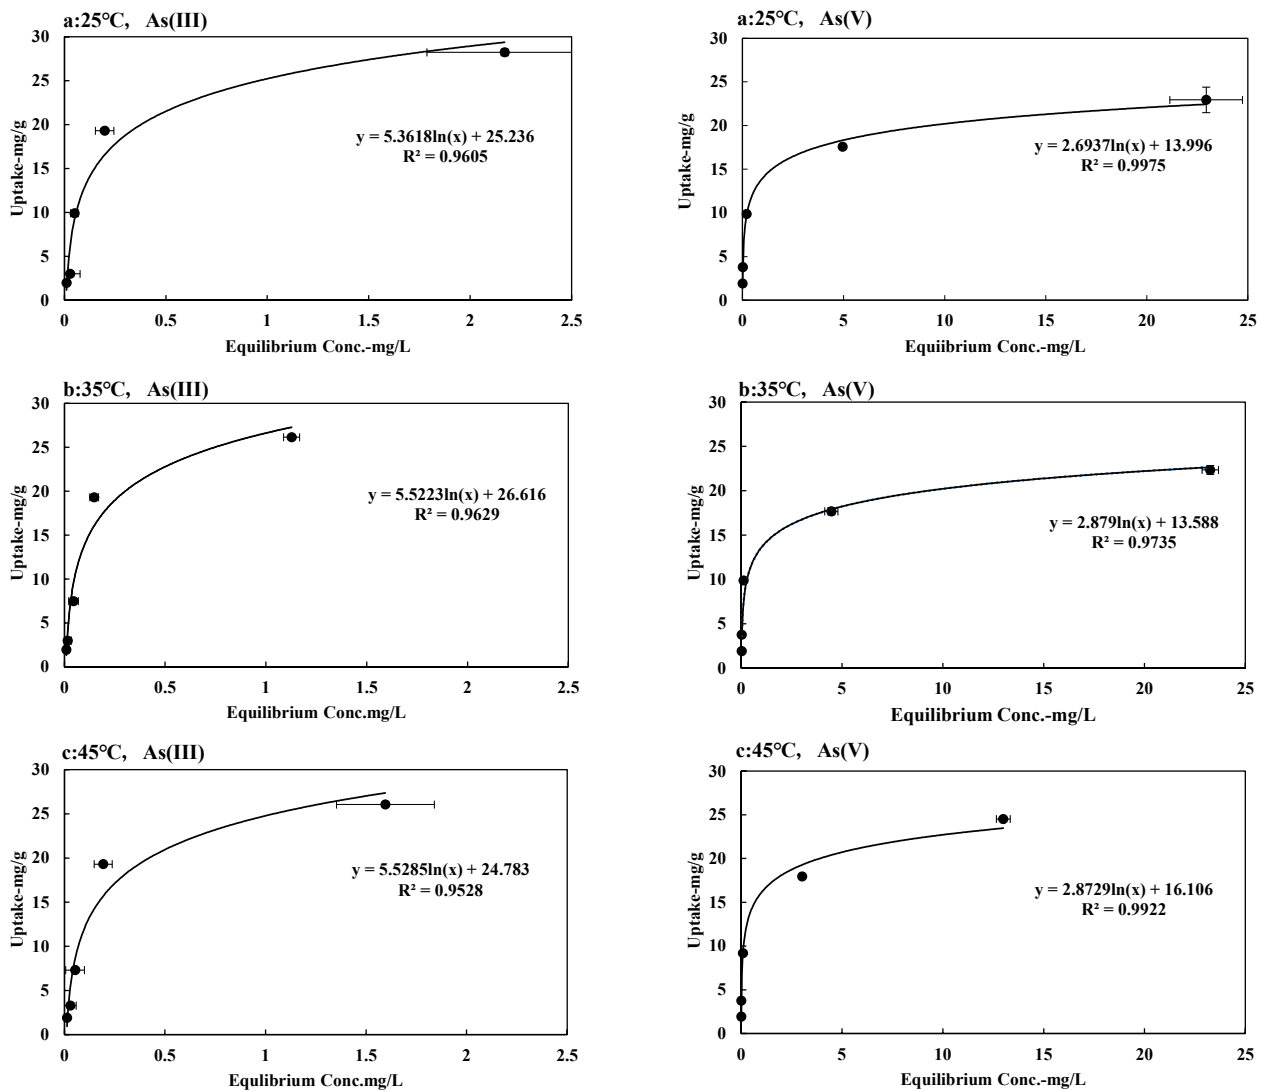 a:25°C, As(III)
30
25
20
15
10
5
0
Uptake-mg/g
y = 5.3618ln(x) + 25.236
R² = 0.9605
0 0.5 1 1.5 2 2.5
Equilibrium Conc.-mg/L
a:25°C, As(V)
30
25
20
15
10
5
0
Uptake-mg/g
y = 2.6937ln(x) + 13.996
R² = 0.9975
0 5 10 15 20 25
Equiibrium Conc.-mg/L
b:35°C, As(III)
30
25
20
15
10
5
0
Uptake-mg/g
y = 5.5223ln(x) + 26.616
R² = 0.9629
0 0.5 1 1.5 2 2.5
Equilibrium Conc.mg/L
b:35°C, As(V)
30
25
20
15
10
5
0
Uptake-mg/g
y = 2.879ln(x) + 13.588
R² = 0.9735
0 5 10 15 20 25
Equilibrium Conc.-mg/L
c:45°C, As(III)
30
25
20
15
10
5
0
Uptake-mg/g
y = 5.5285ln(x) + 24.783
R² = 0.9528
0 0.5 1 1.5 2 2.5
Equilibrium Conc.mg/L
c:45°C, As(V)
30
25
20
15
10
5
0
Uptake-mg/g
y = 2.8729ln(x) + 16.106
R² = 0.9922
0 5 10 15 20 25
Equilibrium Conc.-mg/L